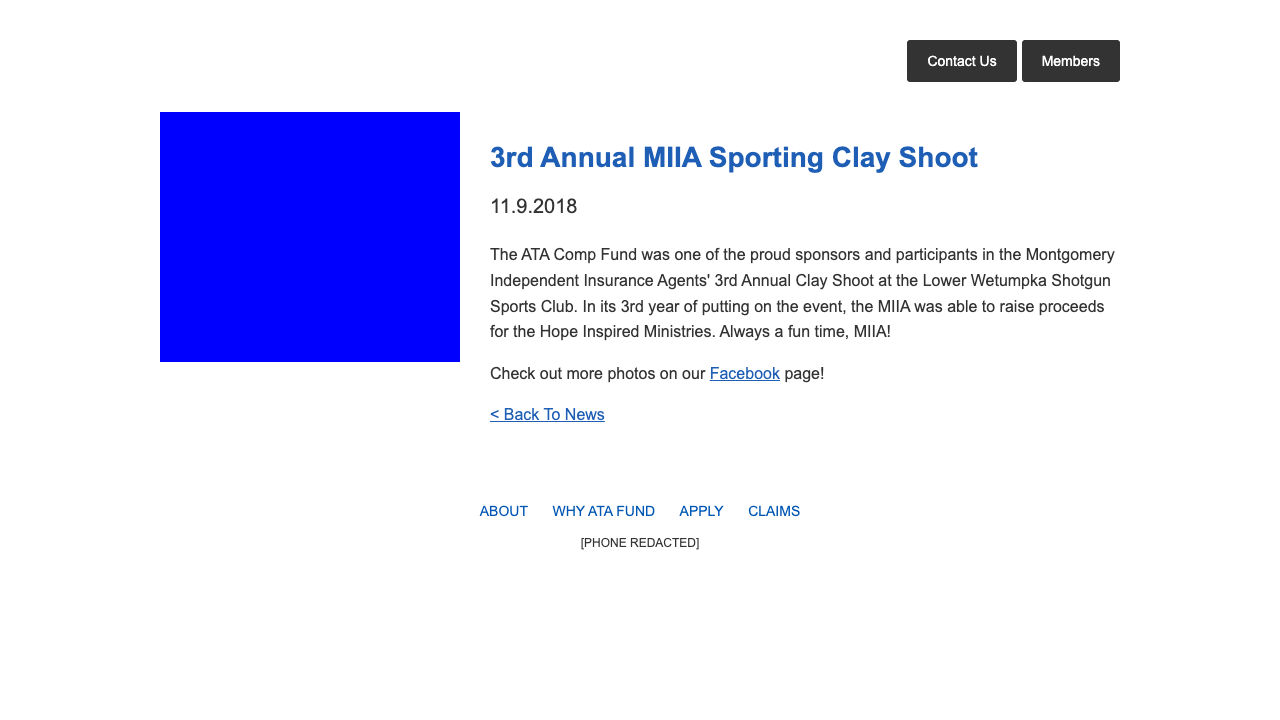 Contact Us
Members
3rd Annual MIIA Sporting Clay Shoot
11.9.2018
The ATA Comp Fund was one of the proud sponsors and participants in the Montgomery
Independent Insurance Agents' 3rd Annual Clay Shoot at the Lower Wetumpka Shotgun
Sports Club. In its 3rd year of putting on the event, the MIIA was able to raise proceeds
for the Hope Inspired Ministries. Always a fun time, MIIA!
Check out more photos on our Facebook page!
< Back To News
ABOUT WHY ATA FUND APPLY CLAIMS
[PHONE REDACTED]